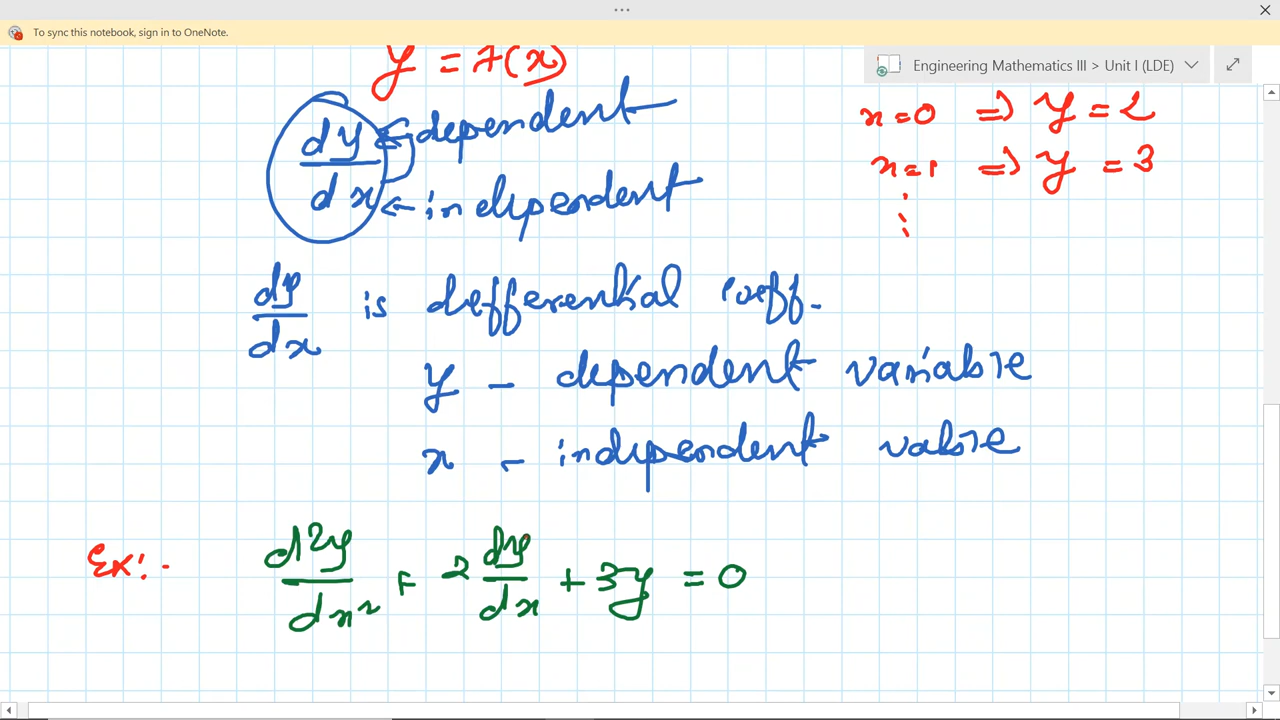 To sync this notebook, sign in to OneNote.
Engineering Mathematics III > Unit I (LDE)
y = f(x)
dy/dx
← dependent
← independent
x = 0 => y = 2
x = 1 => y = 3
⋮
dy/dx is differential coeff.
y - dependent variable
x - independent
Ex:- d²y/dx² + 2 dy/dx + 3y = 0